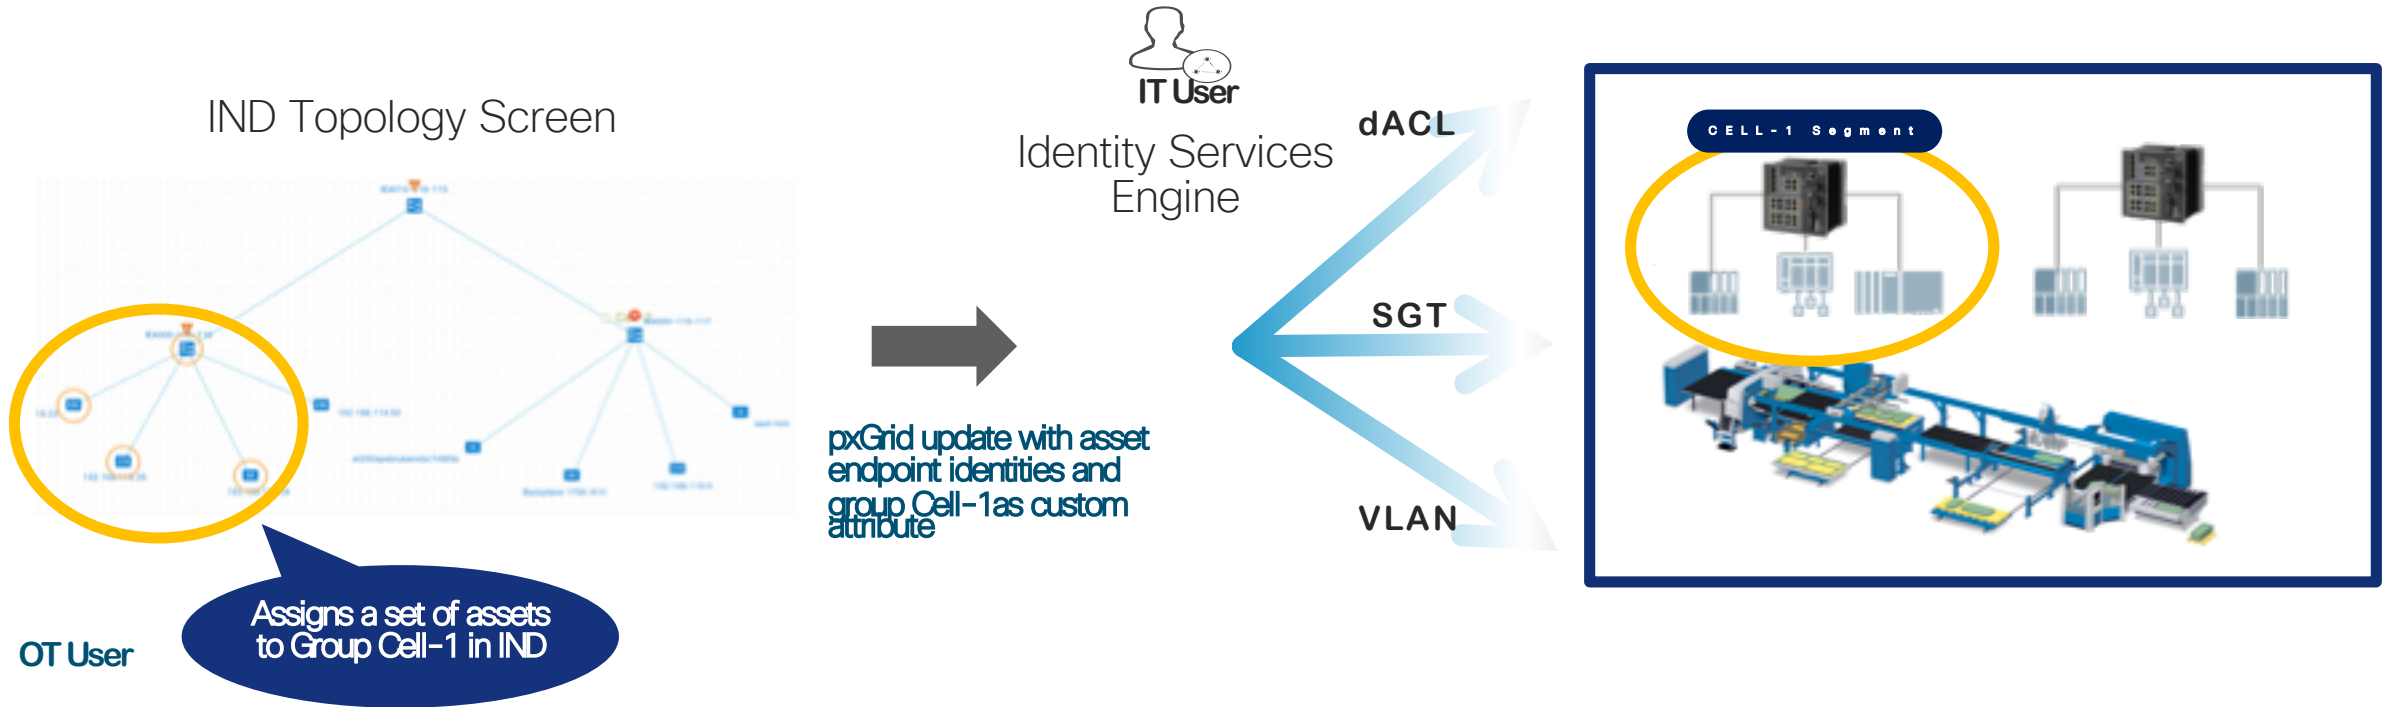 IT User
IND Topology Screen
Identity Services
Engine
dACL
SGT
VLAN
CELL-1 Segment
pxGrid update with asset
endpoint identities and
group Cell-1as custom
attribute
Assigns a set of assets
to Group Cell-1 in IND
OT User